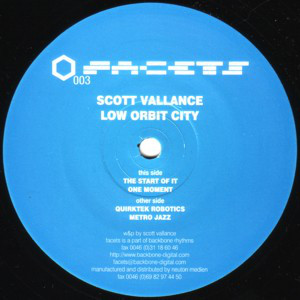 FACETS
003
SCOTT VALLANCE
LOW ORBIT CITY
this side
THE START OF IT
ONE MOMENT
other side
QUIRKTEK ROBOTICS
METRO JAZZ
w&p by scott vallance
facets is a part of backbone rhythms
fax 0046 (0)31 18 60 46
http://www.backbone-digital.com
facets@backbone-digital.com
manufactured and distributed by neuton medien
fax 0046 (0)69 82 97 44 50